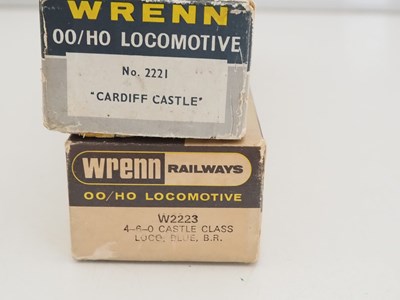 WRENN
OO/HO LOCOMOTIVE
No. 2221
"CARDIFF CASTLE"
wrenn RAILWAYS
OO/HO LOCOMOTIVE
W2223
4-6-0 CASTLE CLASS
LOCO, BLUE, B.R.